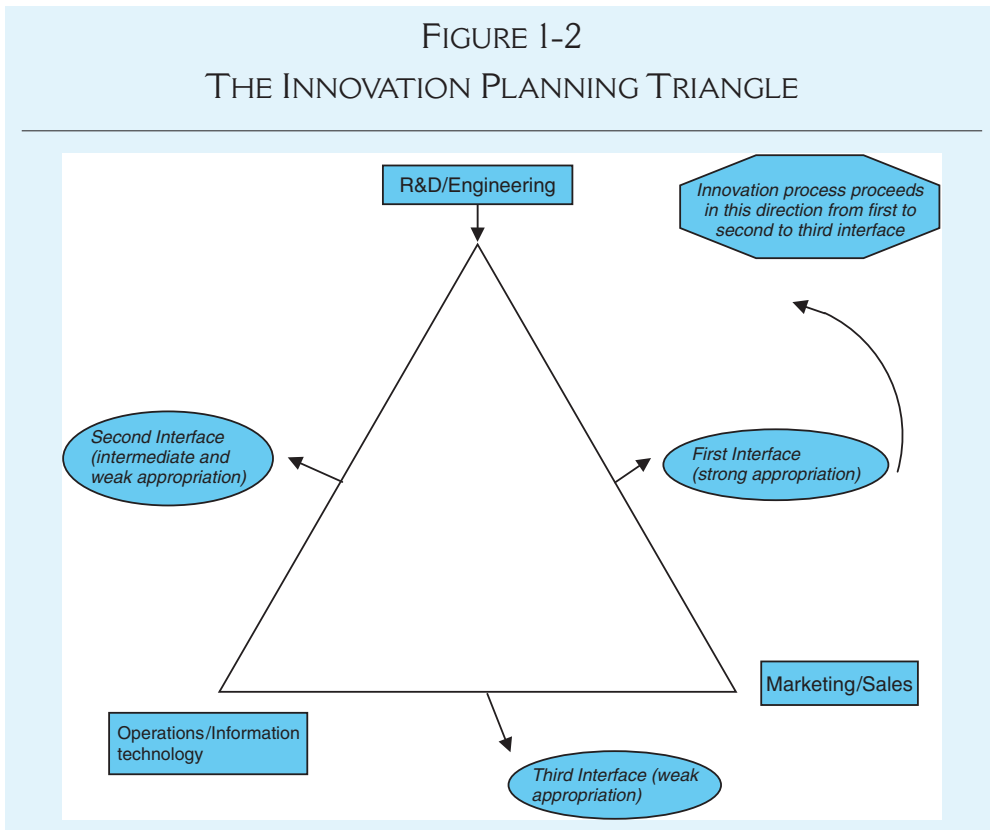 FIGURE 1-2
THE INNOVATION PLANNING TRIANGLE
R&D/Engineering
Innovation process proceeds
in this direction from first to
second to third interface
Second Interface
(intermediate and
weak appropriation)
First Interface
(strong appropriation)
Marketing/Sales
Operations/Information
technology
Third Interface (weak
appropriation)